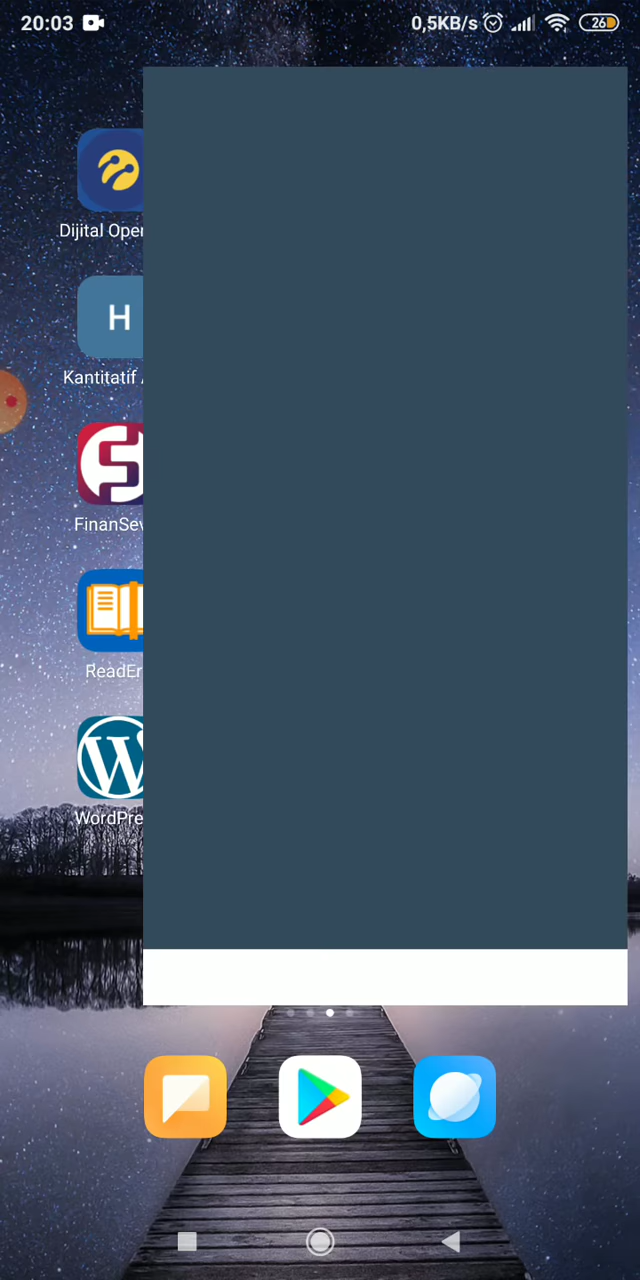 20:03
0,5KB/s
26
Dijital Oper
H
Kantitatif
FinanSev
ReadEr
WordPre